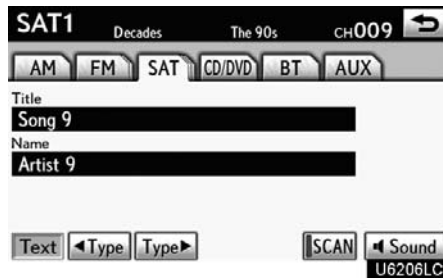 SAT1 Decades The 90s CH009
AM FM SAT CD/DVD BT AUX
Title
Song 9
Name
Artist 9
Text ◄Type Type► SCAN Sound
U6206LC